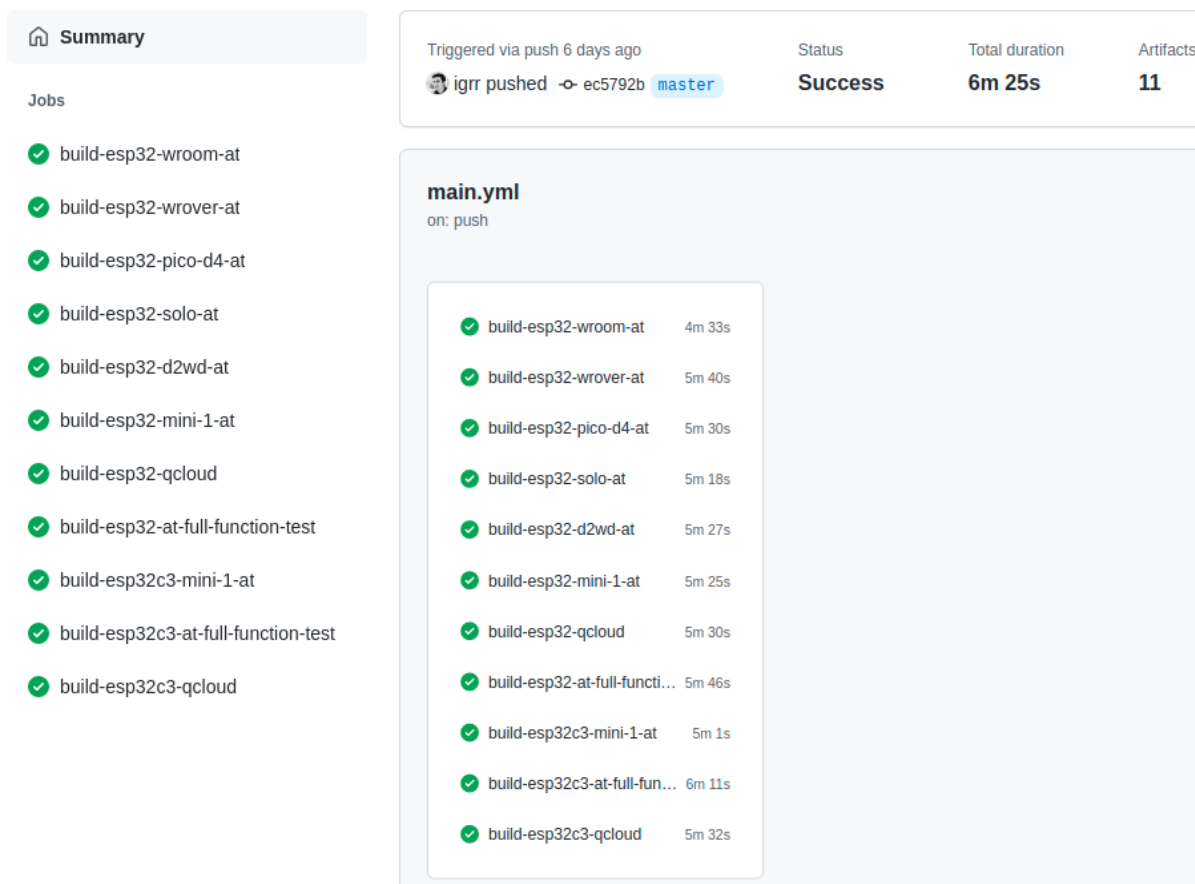 Summary
Jobs
build-esp32-wroom-at
build-esp32-wrover-at
build-esp32-pico-d4-at
build-esp32-solo-at
build-esp32-d2wd-at
build-esp32-mini-1-at
build-esp32-qcloud
build-esp32-at-full-function-test
build-esp32c3-mini-1-at
build-esp32c3-at-full-function-test
build-esp32c3-qcloud
Triggered via push 6 days ago
igrr pushed ec5792b master
Status
Success
Total duration
6m 25s
Artifacts
11
main.yml
on: push
build-esp32-wroom-at 4m 33s
build-esp32-wrover-at 5m 40s
build-esp32-pico-d4-at 5m 30s
build-esp32-solo-at 5m 18s
build-esp32-d2wd-at 5m 27s
build-esp32-mini-1-at 5m 25s
build-esp32-qcloud 5m 30s
build-esp32-at-full-functi... 5m 46s
build-esp32c3-mini-1-at 5m 1s
build-esp32c3-at-full-fun... 6m 11s
build-esp32c3-qcloud 5m 32s